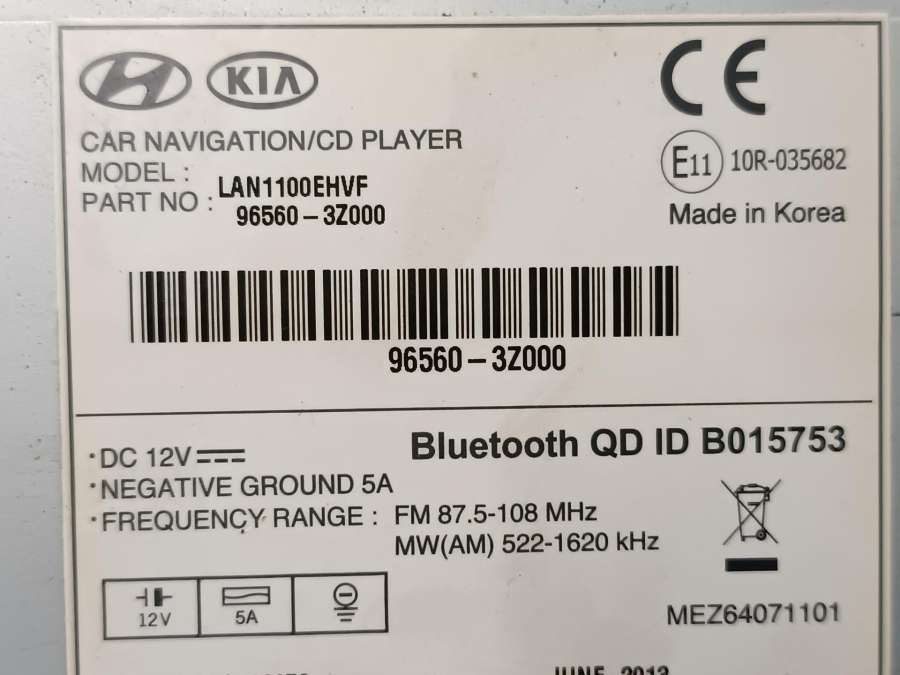 KIA
CE
CAR NAVIGATION/CD PLAYER
MODEL : LAN1100EHVF
PART NO : 96560-3Z000
E11 10R-035682
Made in Korea
96560-3Z000
·DC 12V
Bluetooth QD ID B015753
·NEGATIVE GROUND 5A
·FREQUENCY RANGE : FM 87.5-108 MHz
MW(AM) 522-1620 kHz
12V 5A
MEZ64071101
JUNE 2013